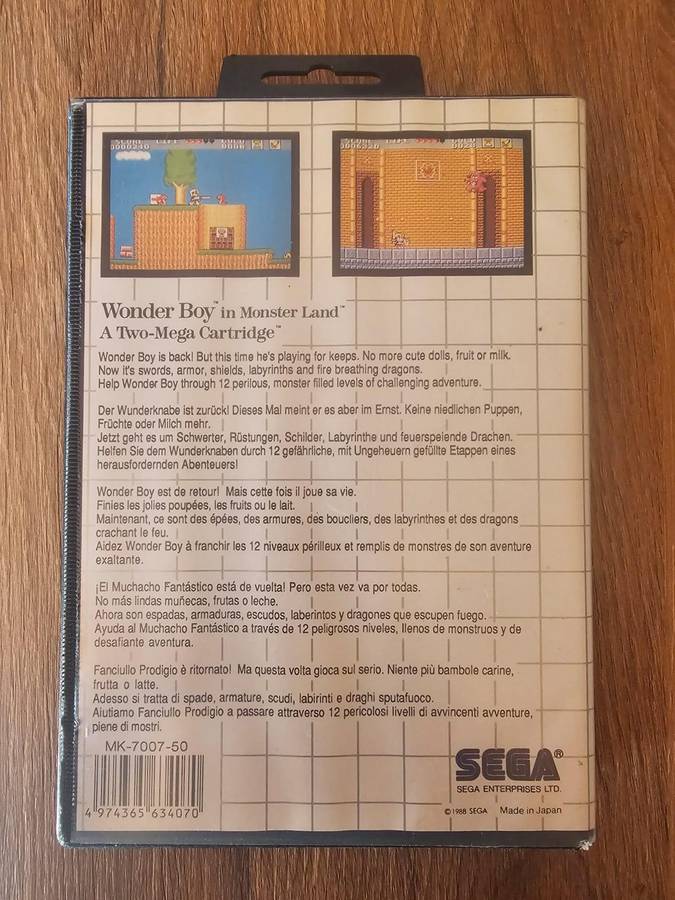 SCORE LIFE GOLD
0000240 0006
SCORE LIFE GOLD
Wonder Boy™ in Monster Land™
A Two-Mega Cartridge™
Wonder Boy is back! But this time he's playing for keeps. No more cute dolls, fruit or milk.
Now it's swords, armor, shields, labyrinths and fire breathing dragons.
Help Wonder Boy through 12 perilous, monster filled levels of challenging adventure.
Der Wunderknabe ist zurück! Dieses Mal meint er es aber im Ernst. Keine niedlichen Puppen,
Früchte oder Milch mehr.
Jetzt geht es um Schwerter, Rüstungen, Schilder, Labyrinthe und feuerspeiende Drachen.
Helfen Sie dem Wunderknaben durch 12 gefährliche, mit Ungeheuern gefüllte Etappen eines
herausfordernden Abenteuers!
Wonder Boy est de retour! Mais cette fois il joue sa vie.
Finies les jolies poupées, les fruits ou le lait.
Maintenant, ce sont des épées, des armures, des boucliers, des labyrinthes et des dragons
crachant le feu.
Aidez Wonder Boy à franchir les 12 niveaux périlleux et remplis de monstres de son aventure
exaltante.
¡El Muchacho Fantástico está de vuelta! Pero esta vez va por todas.
No más lindas muñecas, frutas o leche.
Ahora son espadas, armaduras, escudos, laberintos y dragones que escupen fuego.
Ayuda al Muchacho Fantástico a través de 12 peligrosos niveles, llenos de monstruos y de
desafiante aventura.
Fanciullo Prodigio è ritornato! Ma questa volta gioca sul serio. Niente più bambole carine,
frutta o latte.
Adesso si tratta di spade, armature, scudi, labirinti e draghi sputafuoco.
Aiutiamo Fanciullo Prodigio a passare attraverso 12 pericolosi livelli di avvincenti avventure,
piene di mostri.
MK-7007-50
4 974365 634070
SEGA®
SEGA ENTERPRISES LTD.
© 1988 SEGA Made in Japan